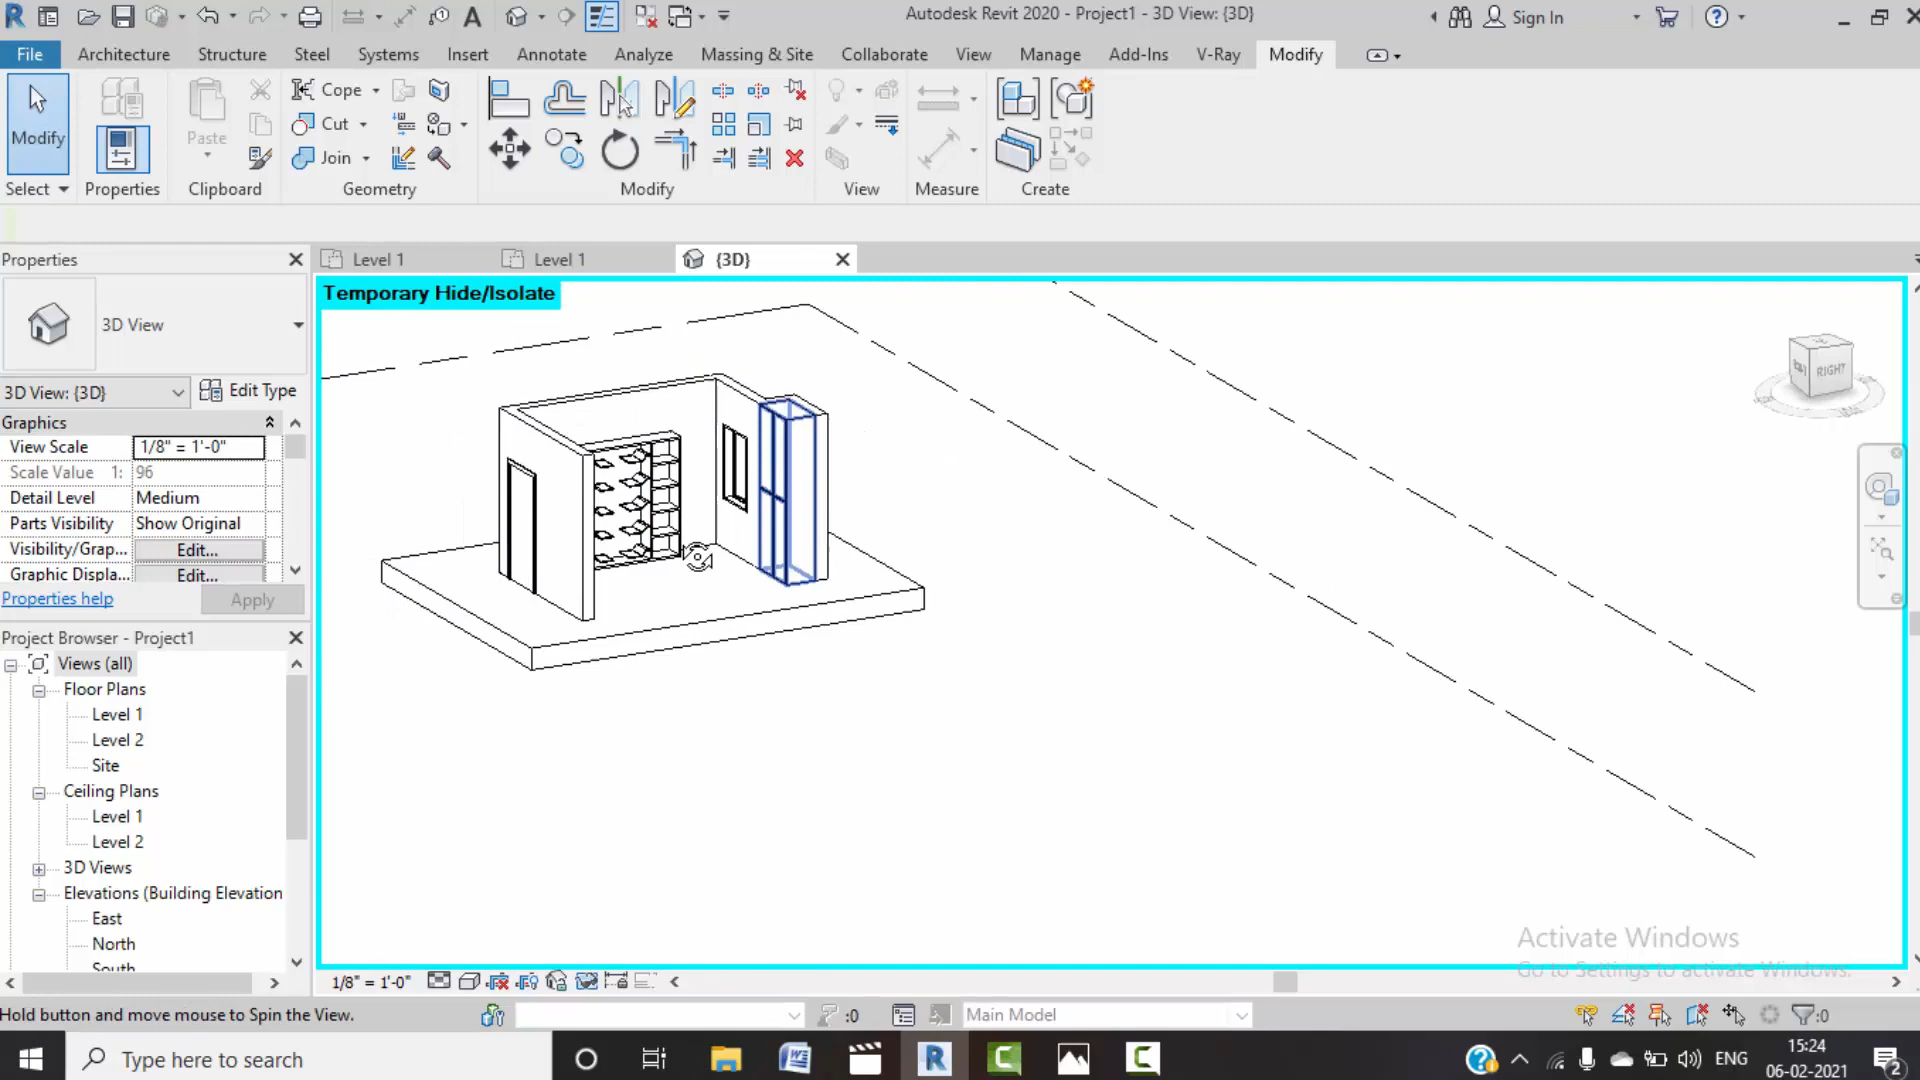 Autodesk Revit 2020 - Project1 - 3D View: {3D}
Sign In
File Architecture Structure Steel Systems Insert Annotate Analyze Massing & Site Collaborate View Manage Add-Ins V-Ray Modify
Modify
Paste
Cope
Cut
Join
Select Properties Clipboard Geometry Modify View Measure Create
Properties
Level 1
Level 1
{3D}
3D View
3D View: {3D}
Edit Type
Graphics
View Scale 1/8" = 1'-0"
Scale Value 1: 96
Detail Level Medium
Parts Visibility Show Original
Visibility/Grap... Edit...
Graphic Displa... Edit...
Properties help
Apply
Temporary Hide/Isolate
RIGHT
Project Browser - Project1
Views (all)
Floor Plans
Level 1
Level 2
Site
Ceiling Plans
Level 1
Level 2
3D Views
Elevations (Building Elevation
East
North
South
Activate Windows
Go to Settings to activate Windows.
1/8" = 1'-0"
Hold button and move mouse to Spin the View.
:0
Main Model
:0
Type here to search
ENG
15:24
06-02-2021
2